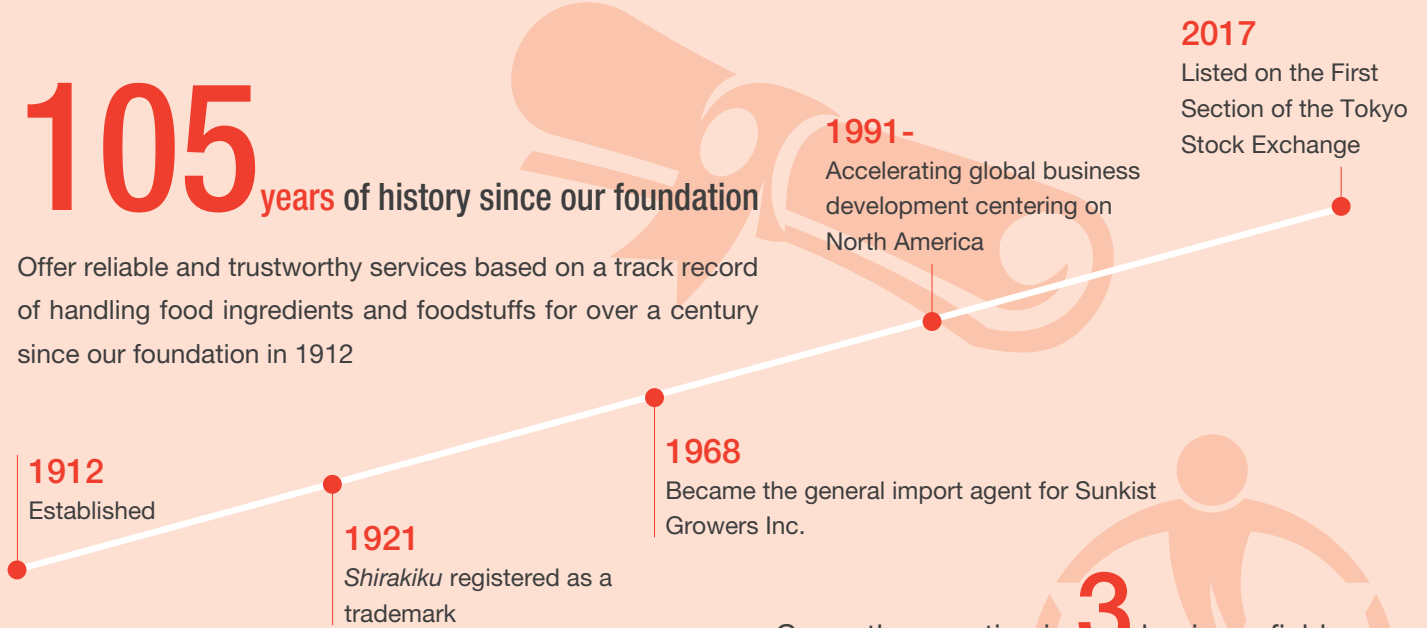 105 years of history since our foundation
Offer reliable and trustworthy services based on a track record
of handling food ingredients and foodstuffs for over a century
since our foundation in 1912
1912
Established
1921
Shirakiku registered as a
trademark
1968
Became the general import agent for Sunkist
Growers Inc.
1991-
Accelerating global business
development centering on
North America
2017
Listed on the First
Section of the Tokyo
Stock Exchange
3